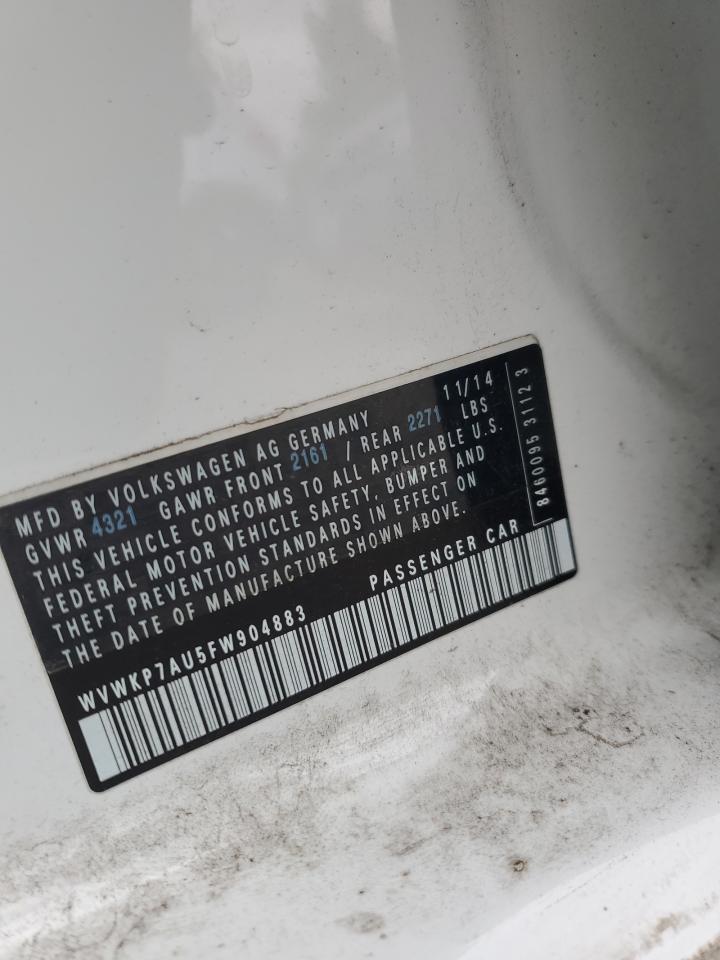 MFD BY VOLKSWAGEN AG GERMANY 11/14
GVWR 4321 GAWR FRONT 2161 / REAR 2271 LBS
THIS VEHICLE CONFORMS TO ALL APPLICABLE U.S.
FEDERAL MOTOR VEHICLE SAFETY, BUMPER AND
THEFT PREVENTION STANDARDS IN EFFECT ON
THE DATE OF MANUFACTURE SHOWN ABOVE.
WVWKP7AU5FW904883 PASSENGER CAR
8460095 3112 3